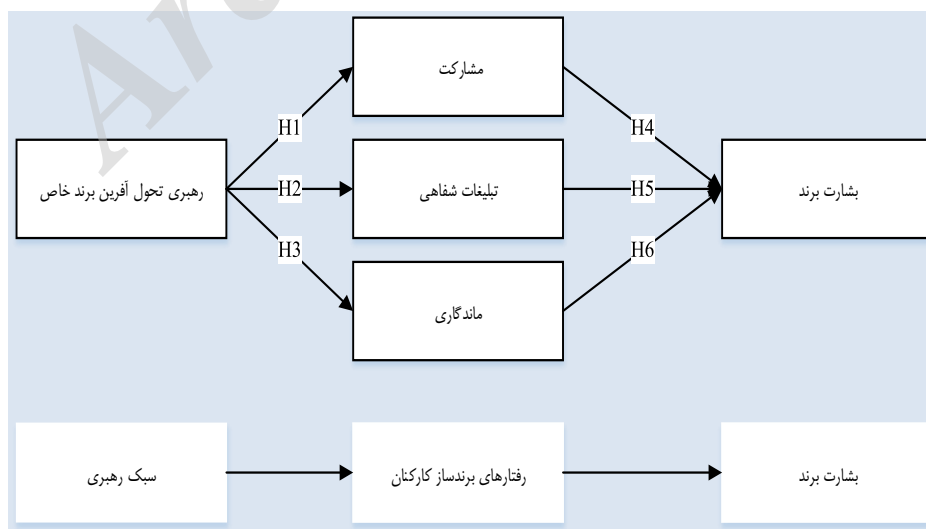 مشارکت
H1
H4
رهبری تحول آفرین برند خاص
H2
تبلیغات شفاهی
H5
بشارت برند
H3
H6
ماندگاری
سبک رهبری
رفتارهای برندساز کارکنان
بشارت برند